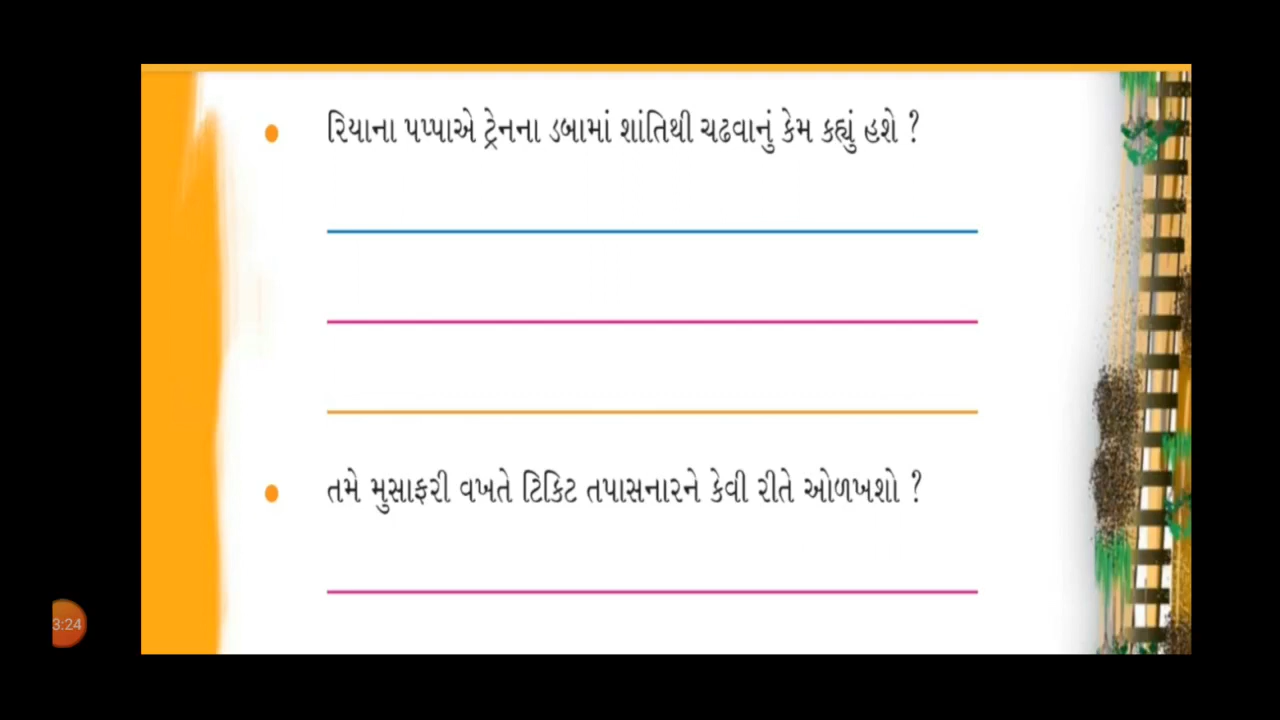 રિયાના પપ્પાએ ટ્રેનના ડબામાં શાંતિથી ચઢવાનું કેમ કહ્યું હશે ?
તમે મુસાફરી વખતે ટિકિટ તપાસનારને કેવી રીતે ઓળખશો ?
3:24